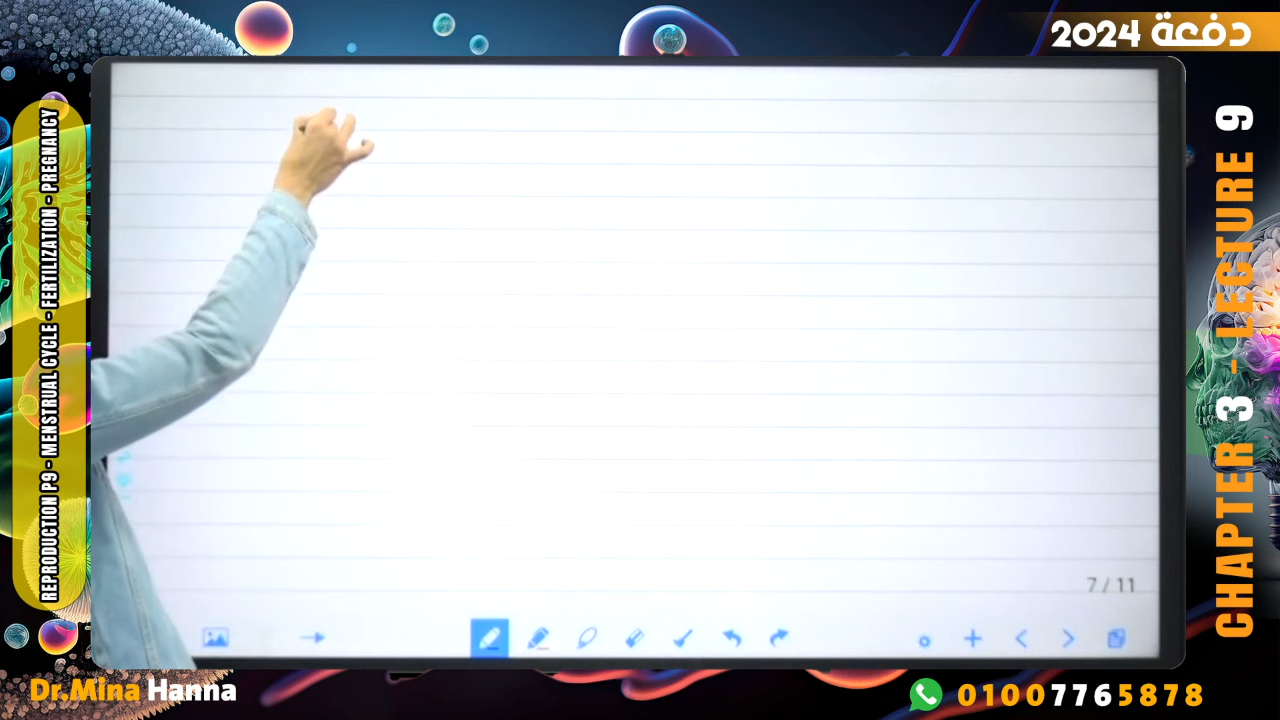 دفعة 2024
REPRODUCTION P9 - MENSTRUAL CYCLE - FERTILIZATION - PREGNANCY
CHAPTER 3 - LECTURE 9
7 / 11
Dr.Mina Hanna
01007765878